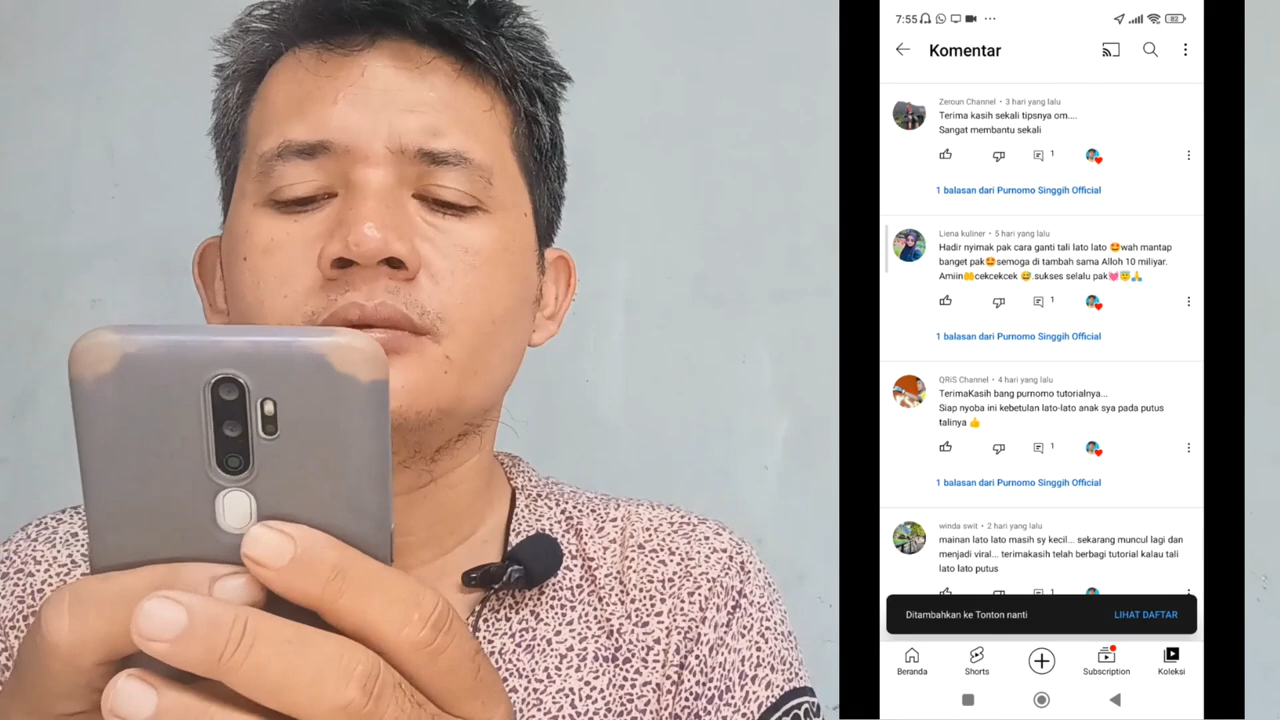 7:55
82
Komentar
Zeroun Channel • 3 hari yang lalu
Terima kasih sekali tipsnya om....
Sangat membantu sekali
1
1 balasan dari Purnomo Singgih Official
Liena kuliner • 5 hari yang lalu
Hadir nyimak pak cara ganti tali lato lato 🤩wah mantap
banget pak🤩semoga di tambah sama Alloh 10 miliyar.
Amiin🤲cekcekcek 😅.sukses selalu pak💓😇🙏
1
1 balasan dari Purnomo Singgih Official
QRiS Channel • 4 hari yang lalu
TerimaKasih bang purnomo tutorialnya...
Siap nyoba ini kebetulan lato-lato anak sya pada putus
talinya 👍
1
1 balasan dari Purnomo Singgih Official
winda swit • 2 hari yang lalu
mainan lato lato masih sy kecil... sekarang muncul lagi dan
menjadi viral... terimakasih telah berbagi tutorial kalau tali
lato lato putus
Ditambahkan ke Tonton nanti LIHAT DAFTAR
Beranda Shorts Subscription Koleksi